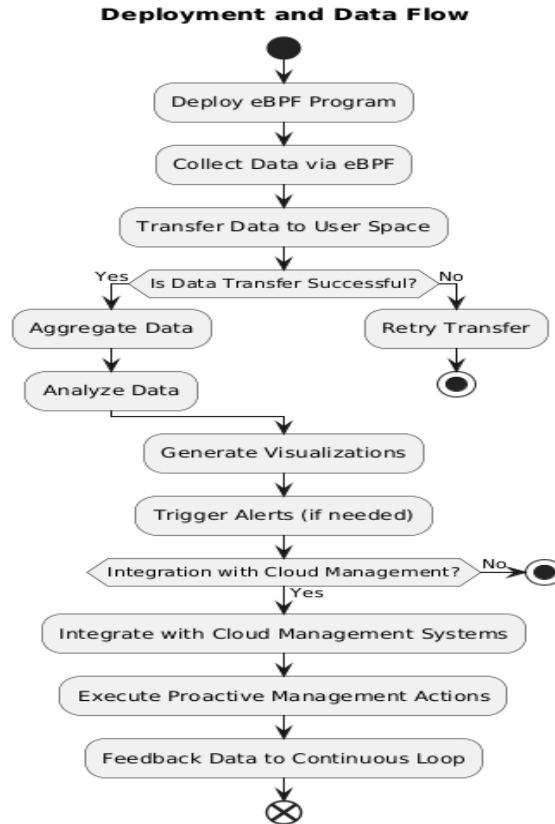 Deployment and Data Flow
Deploy eBPF Program
Collect Data via eBPF
Transfer Data to User Space
Is Data Transfer Successful?
Yes
No
Aggregate Data
Retry Transfer
Analyze Data
Generate Visualizations
Trigger Alerts (if needed)
Integration with Cloud Management?
No
Yes
Integrate with Cloud Management Systems
Execute Proactive Management Actions
Feedback Data to Continuous Loop